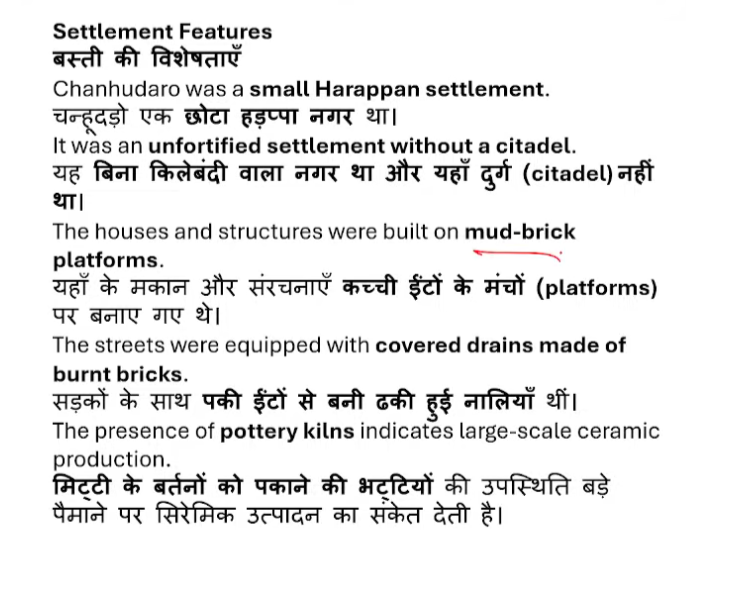 Settlement Features
बस्ती की विशेषताएँ
Chanhudaro was a small Harappan settlement.
चन्हूदड़ो एक छोटा हड़प्पा नगर था।
It was an unfortified settlement without a citadel.
यह बिना किलेबंदी वाला नगर था और यहाँ दुर्ग (citadel) नहीं
था।
The houses and structures were built on mud-brick
platforms.
यहाँ के मकान और संरचनाएँ कच्ची ईंटों के मंचों (platforms)
पर बनाए गए थे।
The streets were equipped with covered drains made of
burnt bricks.
सड़कों के साथ पकी ईंटों से बनी ढकी हुई नालियाँ थीं।
The presence of pottery kilns indicates large-scale ceramic
production.
मिट्टी के बर्तनों को पकाने की भट्टियों की उपस्थिति बड़े
पैमाने पर सिरेमिक उत्पादन का संकेत देती है।